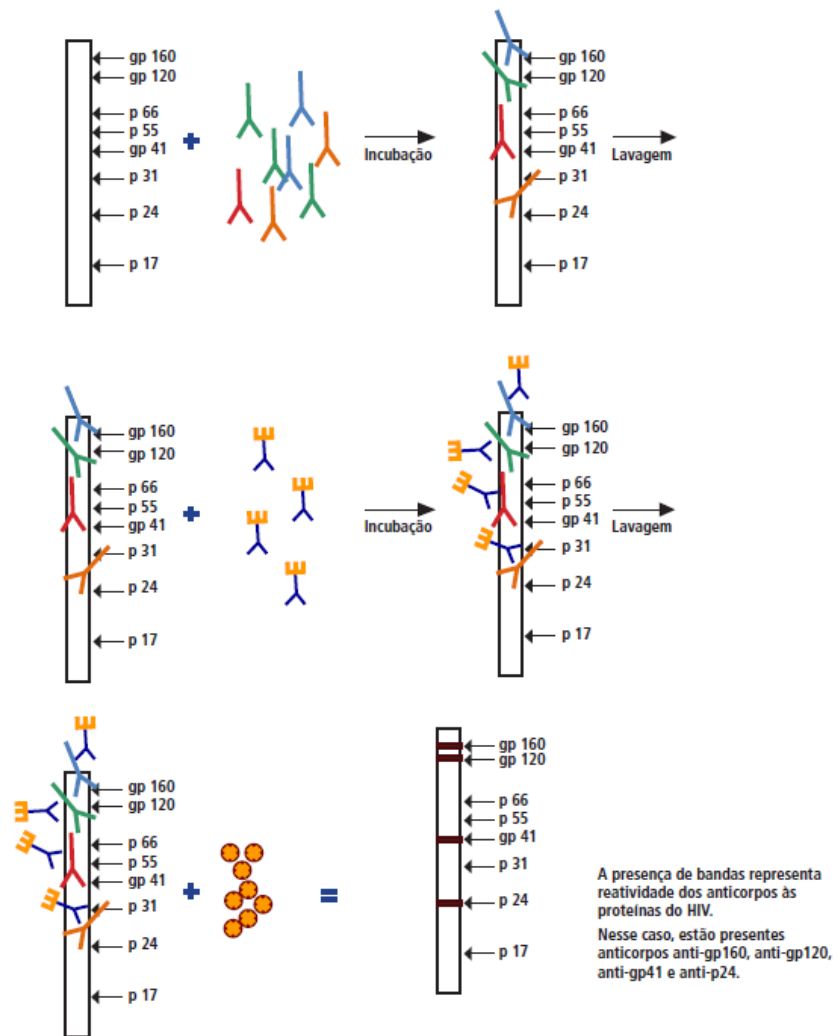 gp 160
gp 120
p 66
p 55
gp 41
p 31
p 24
p 17
Incubação
gp 160
gp 120
p 66
p 55
gp 41
p 31
p 24
p 17
Lavagem
gp 160
gp 120
p 66
p 55
gp 41
p 31
p 24
p 17
E
E
E
E
Incubação
E
E
E
E
gp 160
gp 120
p 66
p 55
gp 41
p 31
p 24
p 17
Lavagem
E
E
E
E
gp 160
gp 120
p 66
p 55
gp 41
p 31
p 24
p 17
gp 160
gp 120
p 66
p 55
gp 41
p 31
p 24
p 17
A presença de bandas representa
reatividade dos anticorpos às
proteínas do HIV.
Nesse caso, estão presentes
anticorpos anti-gp160, anti-gp120,
anti-gp41 e anti-p24.